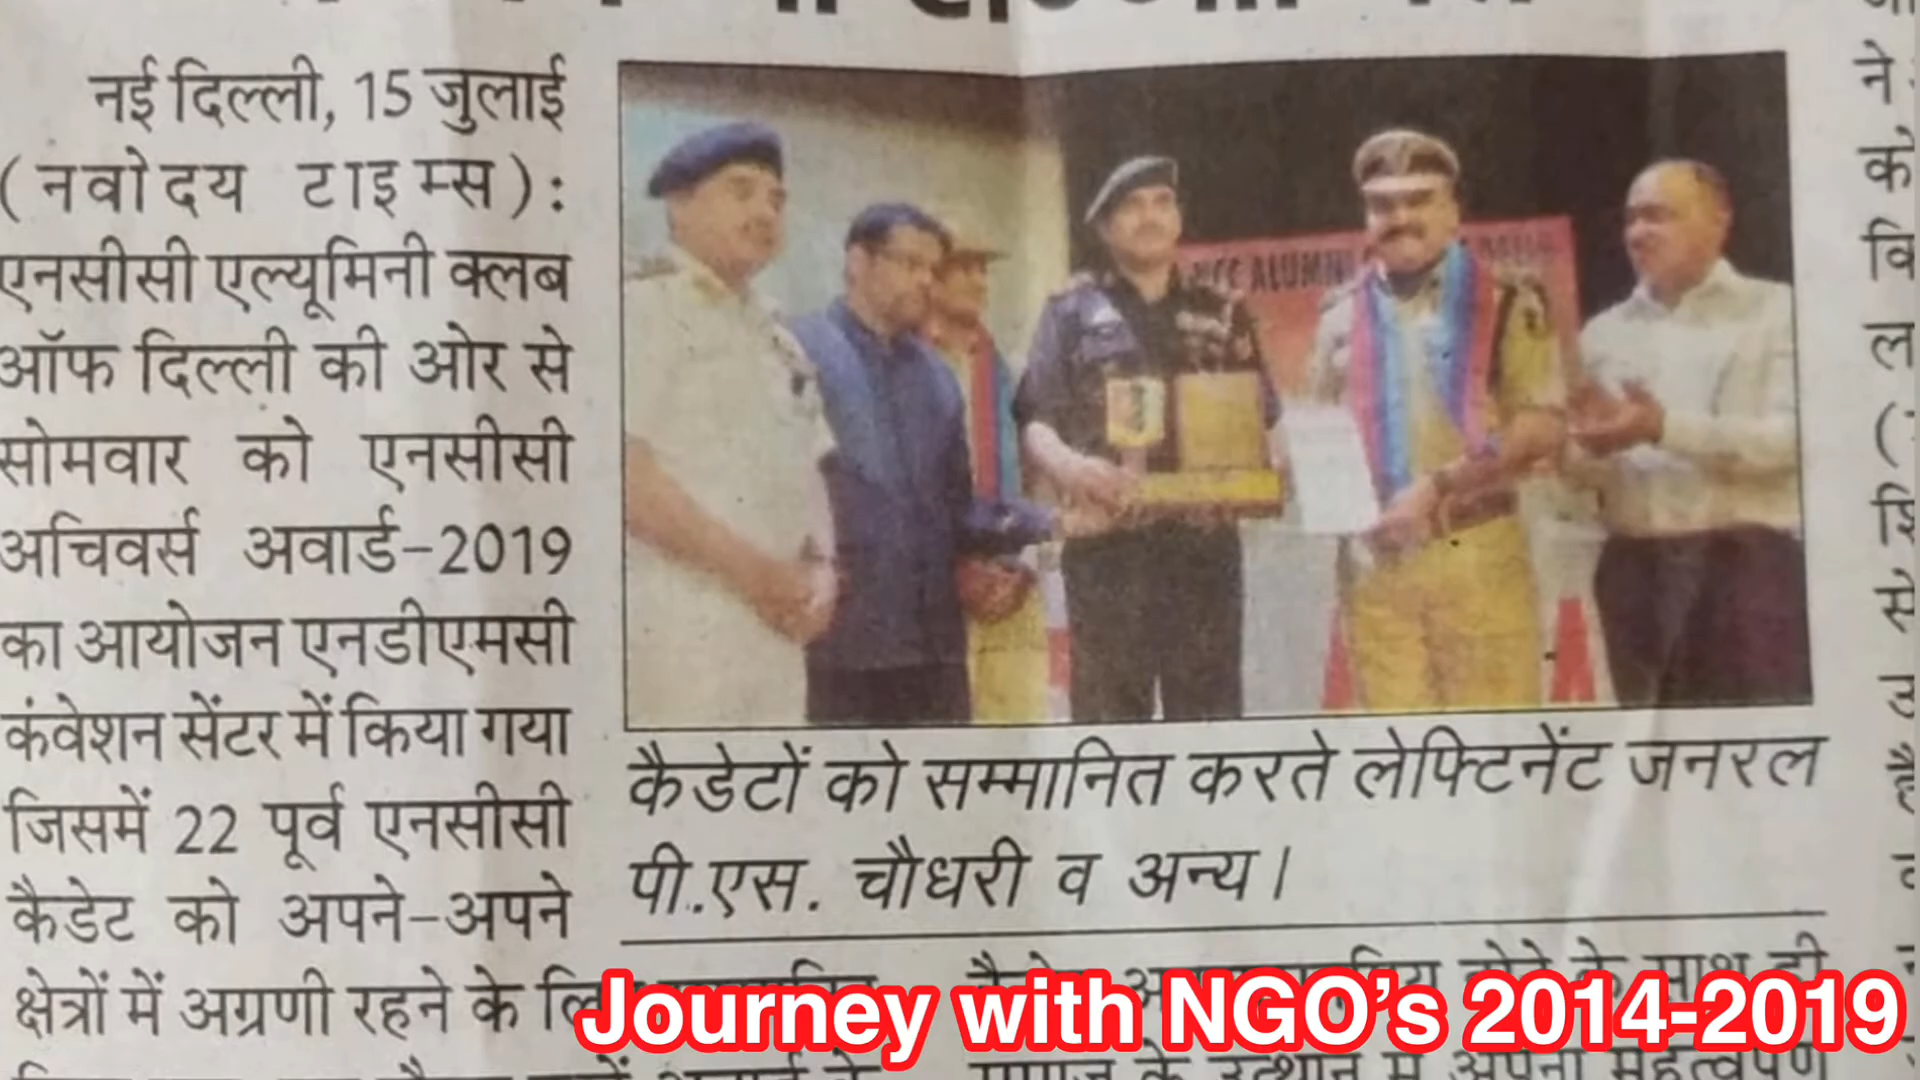 नई दिल्ली, 15 जुलाई
(नवोदय टाइम्स):
एनसीसी एल्यूमिनी क्लब
ऑफ दिल्ली की ओर से
सोमवार को एनसीसी
अचिवर्स अवार्ड-2019
का आयोजन एनडीएमसी
कंवेशन सेंटर में किया गया
जिसमें 22 पूर्व एनसीसी
कैडेट को अपने-अपने
क्षेत्रों में अग्रणी रहने के
NCC ALUMNI
कैडेटों को सम्मानित करते लेफ्टिनेंट जनरल
पी.एस. चौधरी व अन्य।
Journey with NGO’s 2014-2019